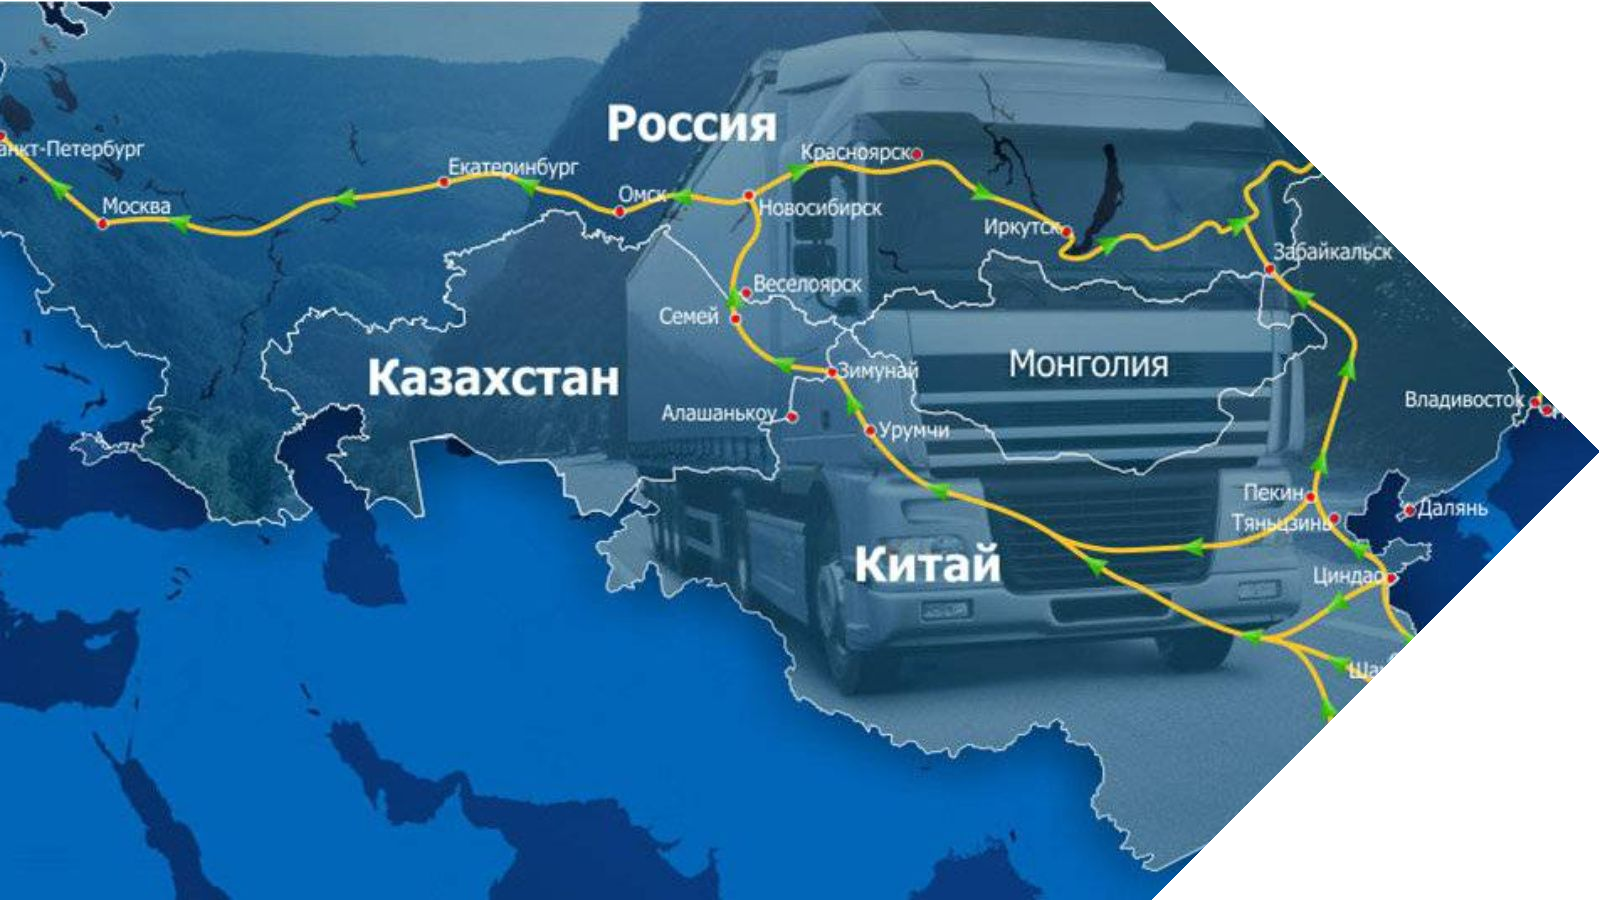 Россия
Красноярск
анкт-Петербург
Екатеринбург
Омск
Москва
Новосибирск
Иркутск
Забайкальск
Веселоярск
Семей
Монголия
Казахстан
Зимунай
Владивосток
Алашанькоу
Урумчи
Пекин
Далянь
Тяньцзинь
Китай
Циндао